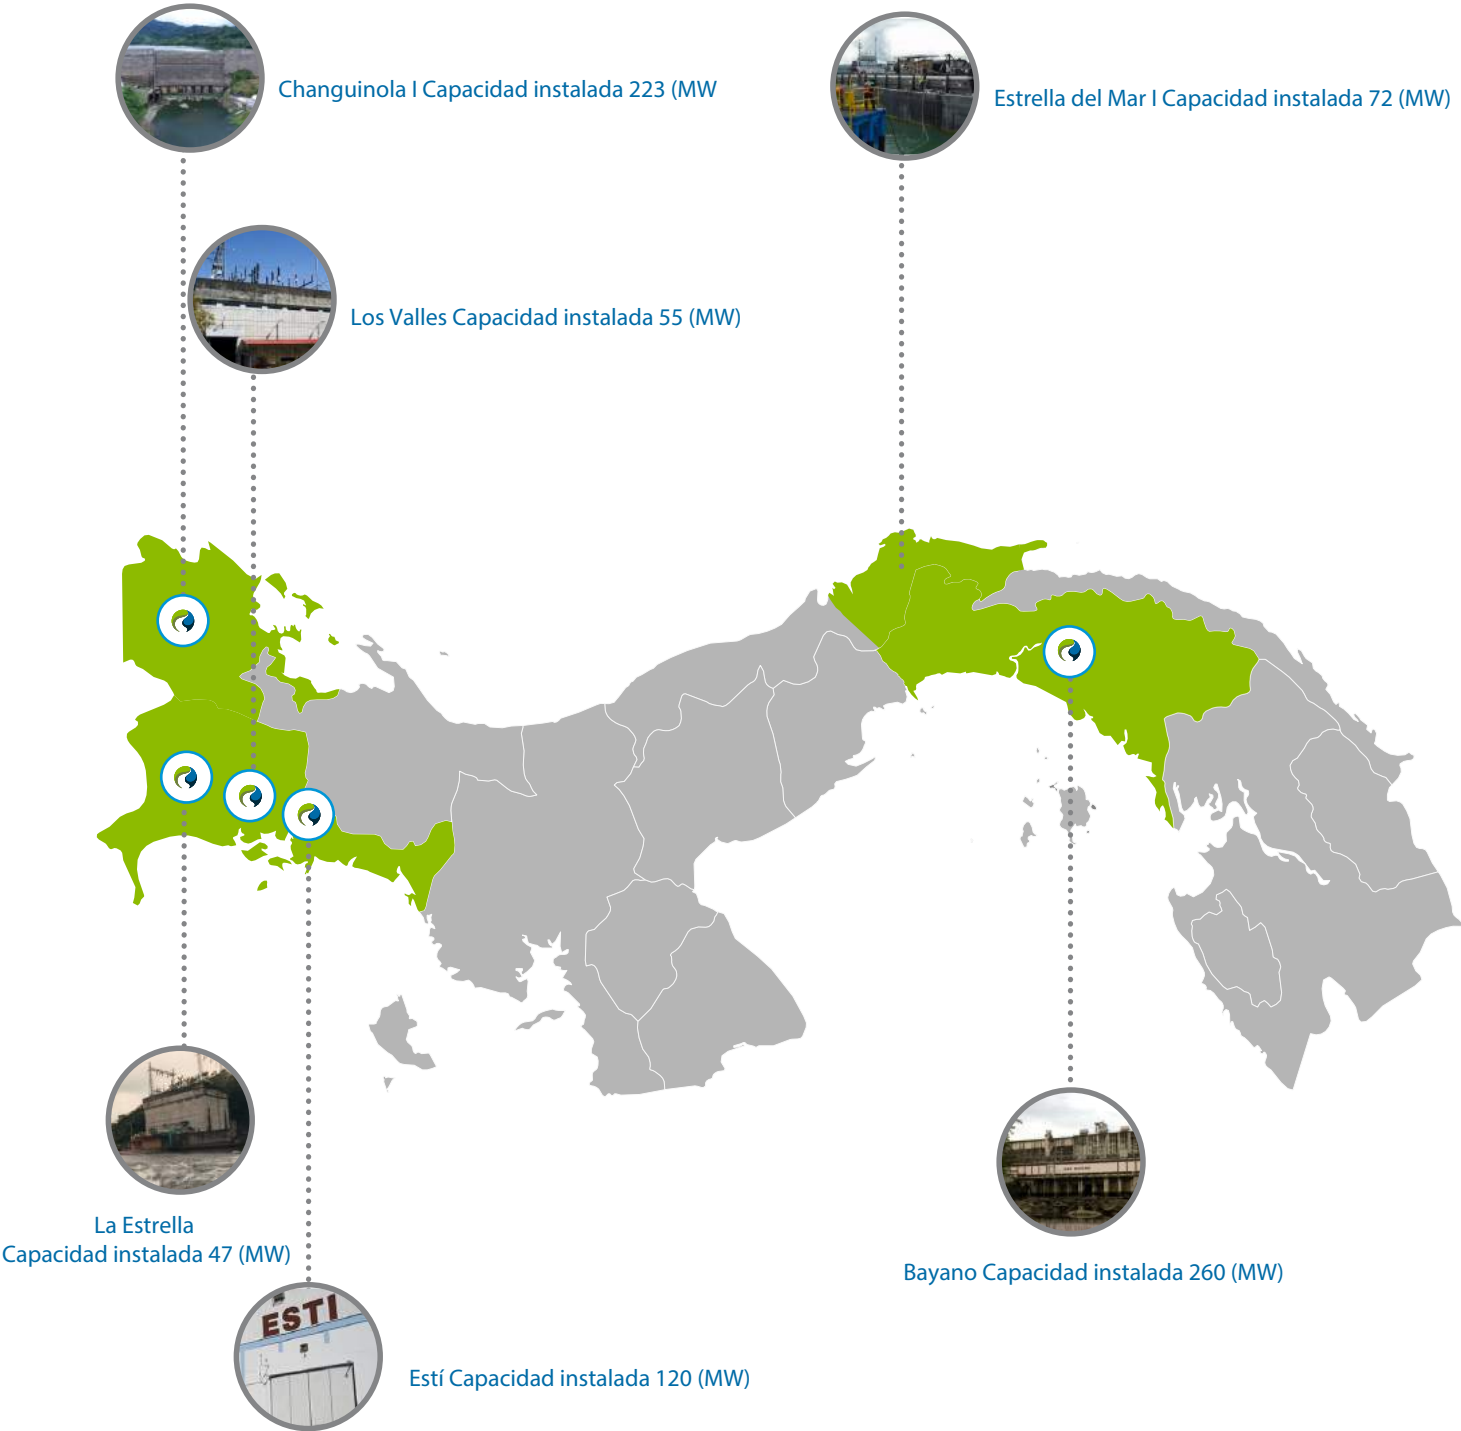 Changuinola I Capacidad instalada 223 (MW
Estrella del Mar I Capacidad instalada 72 (MW)
Los Valles Capacidad instalada 55 (MW)
La Estrella
Capacidad instalada 47 (MW)
Bayano Capacidad instalada 260 (MW)
ESTI
Estí Capacidad instalada 120 (MW)